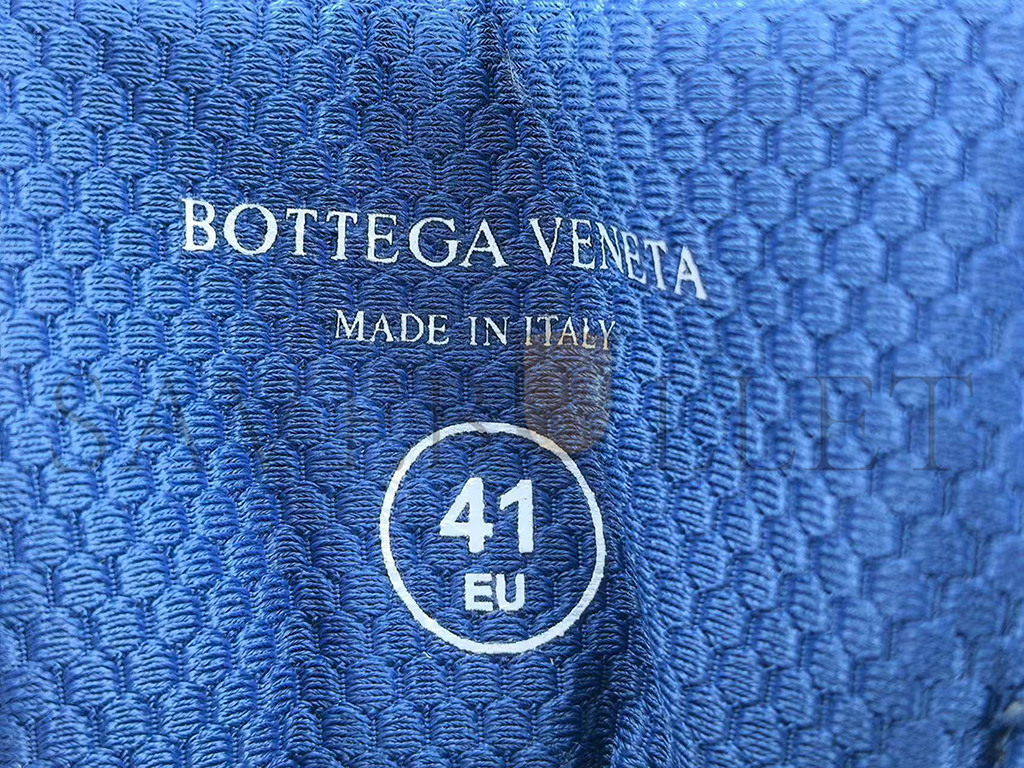 BOTTEGA VENETA
MADE IN ITALY
41
EU